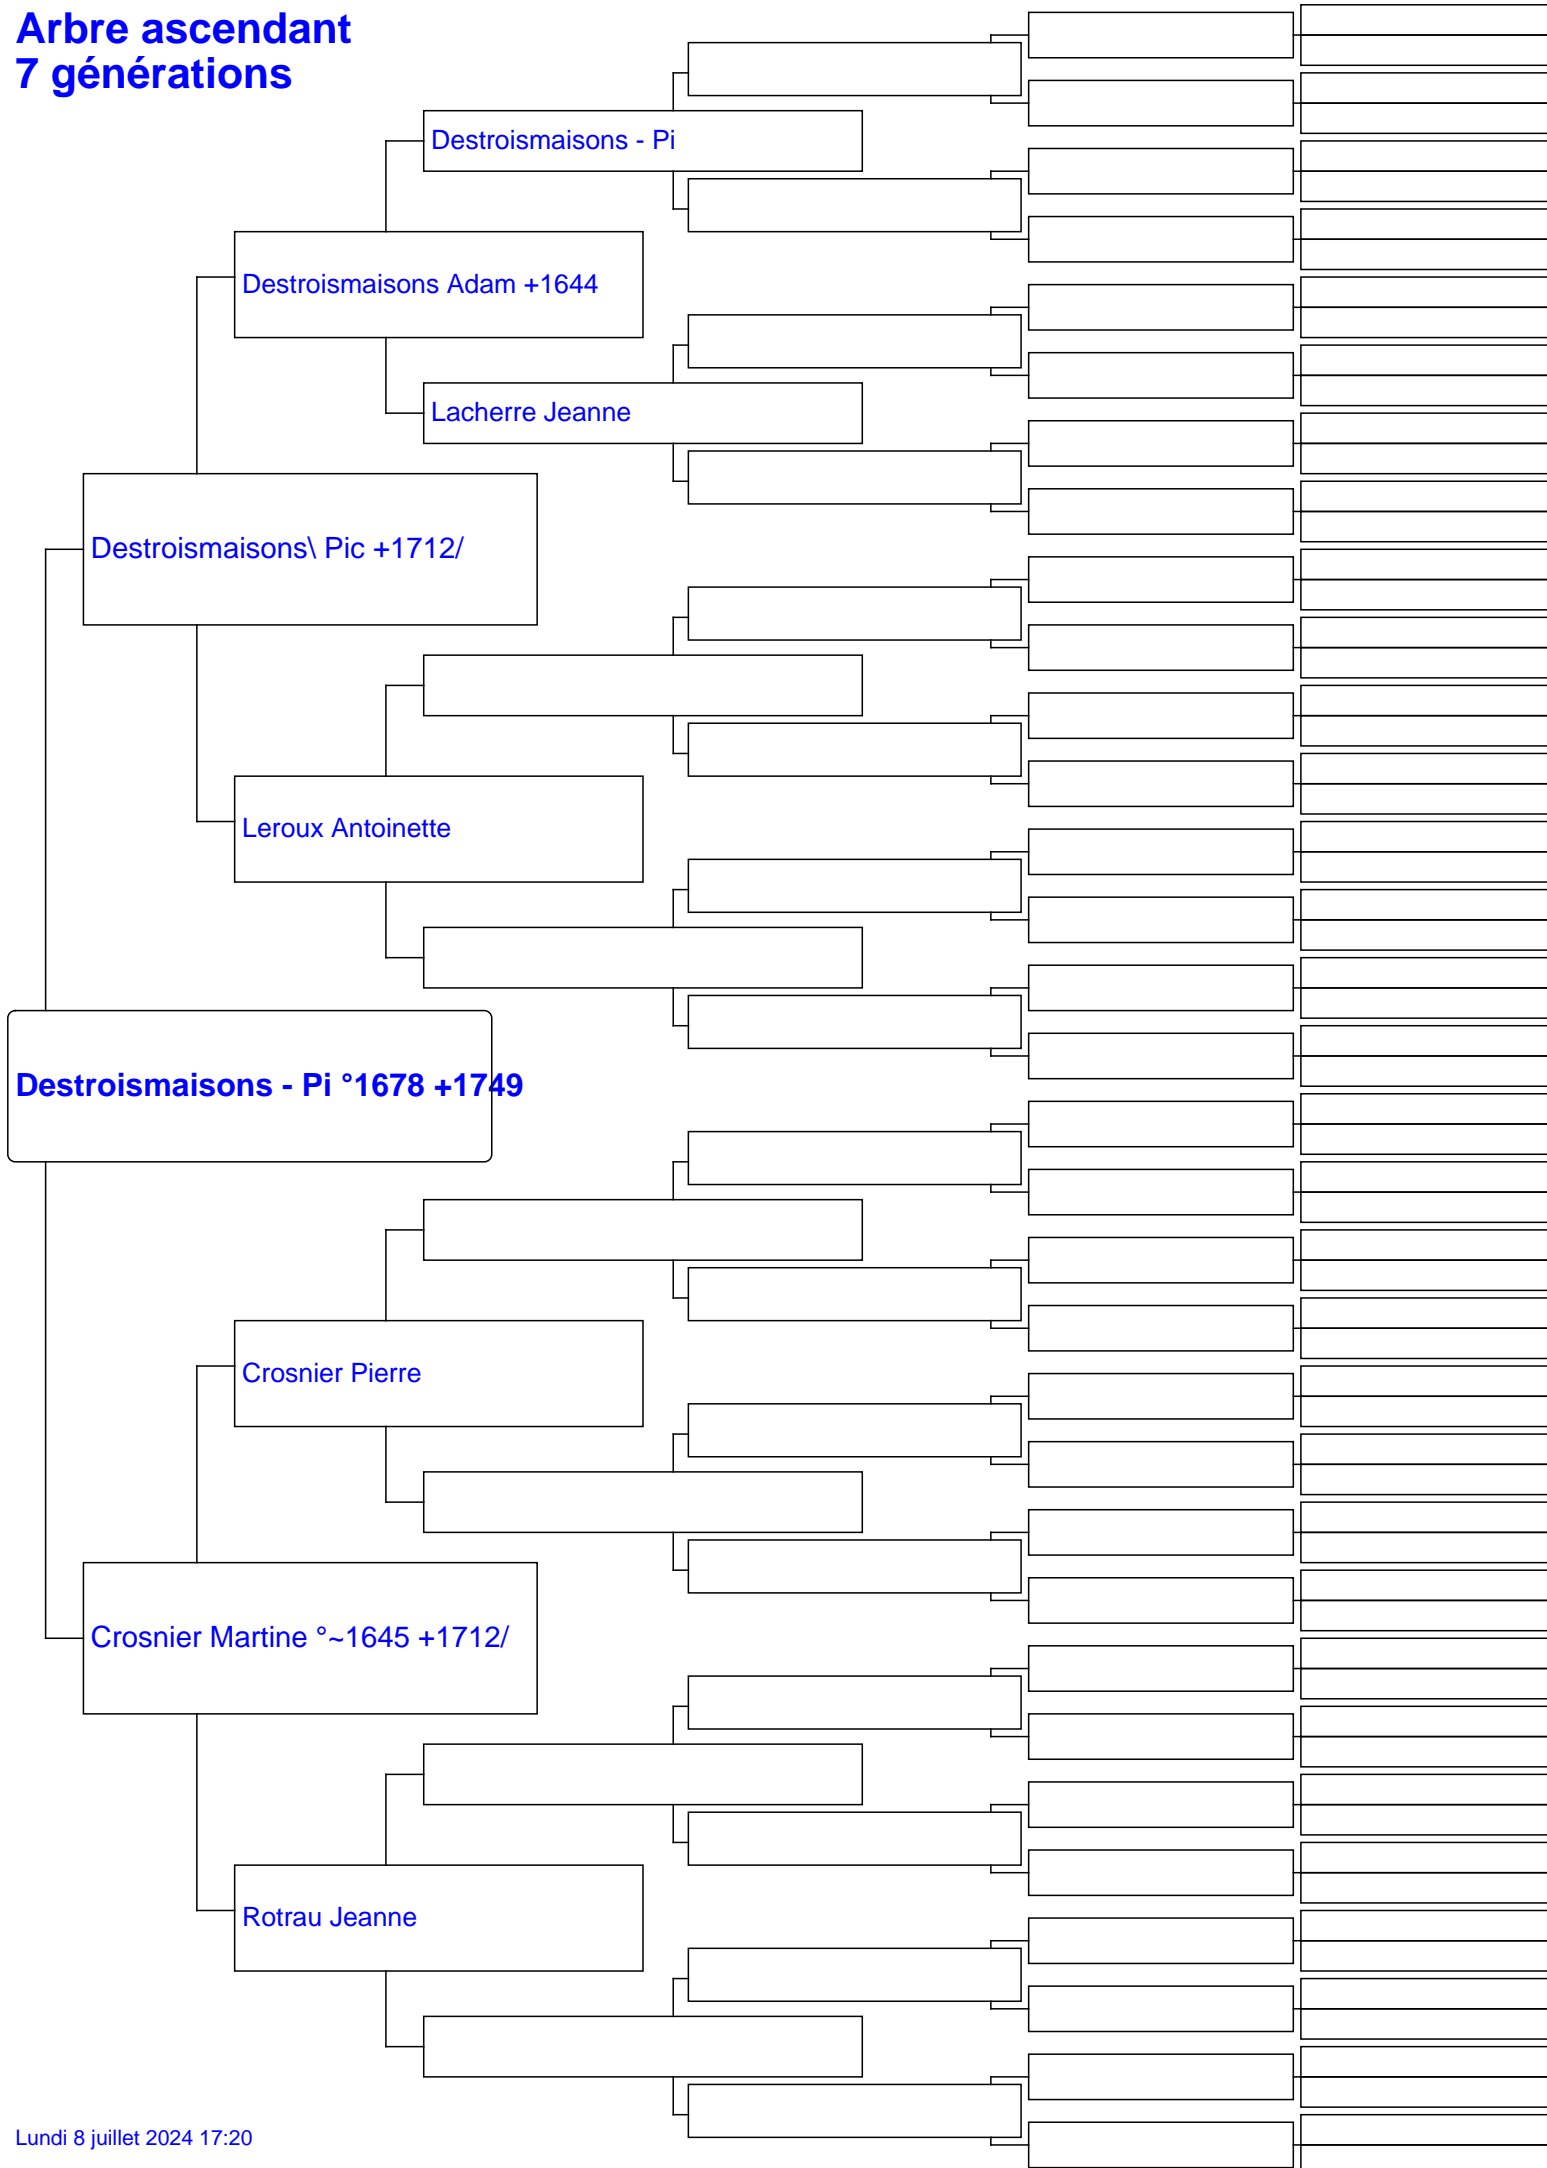 Arbre ascendant
7 générations
Destroismaisons - Pi
Destroismaisons Adam +1644
Lacherre Jeanne
Destroismaisons\ Pic +1712/
Leroux Antoinette
Destroismaisons - Pi °1678 +1749
Crosnier Pierre
Crosnier Martine °~1645 +1712/
Rotrau Jeanne
Lundi 8 juillet 2024 17:20